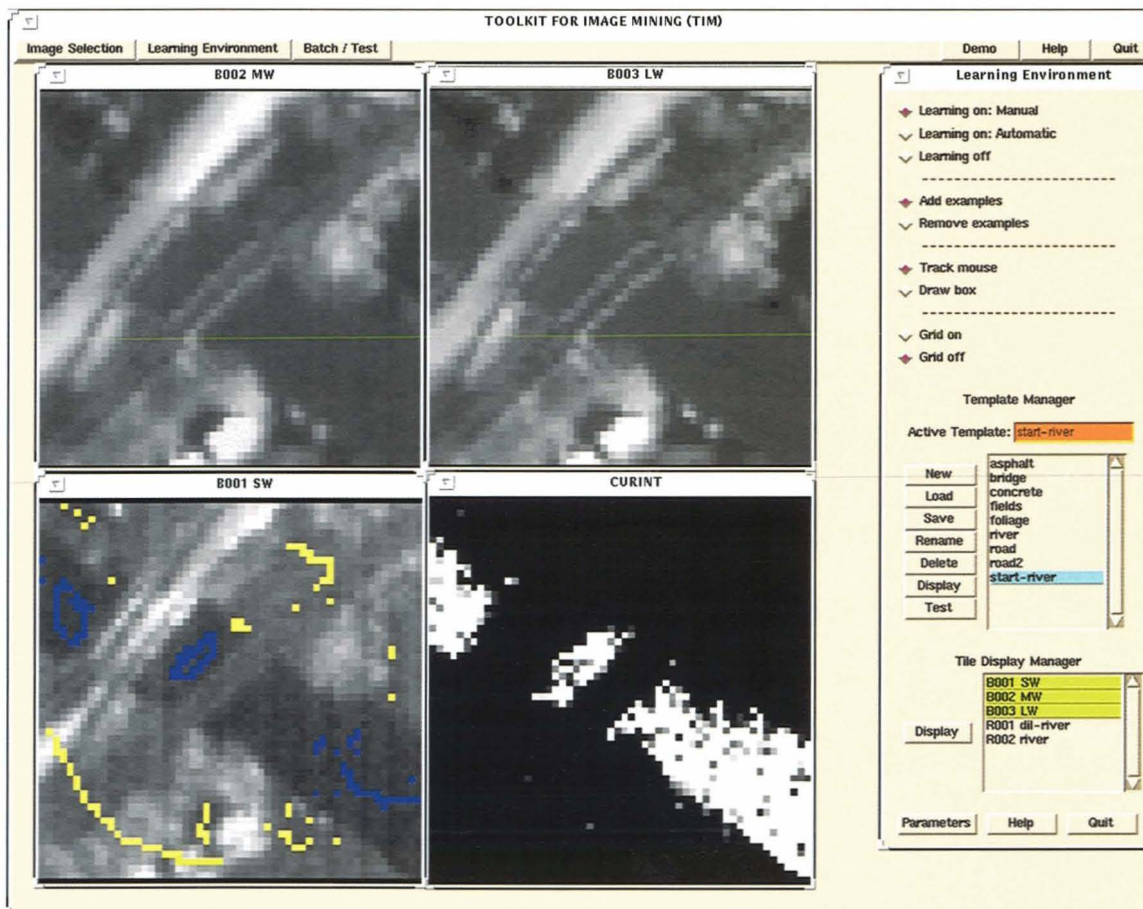 TOOLKIT FOR IMAGE MINING (TIM)
Image Selection Learning Environment Batch / Test Demo Help Quit
B002 MW
B003 LW
B001 SW
CURINT
Learning Environment
Learning on: Manual
Learning on: Automatic
Learning off
Add examples
Remove examples
Track mouse
Draw box
Grid on
Grid off
Template Manager
Active Template: start-river
New
Load
Save
Rename
Delete
Display
Test
asphalt
bridge
concrete
fields
foliage
river
road
road2
start-river
Tile Display Manager
Display
B001 SW
B002 MW
B003 LW
R001 dil-river
R002 river
Parameters Help Quit